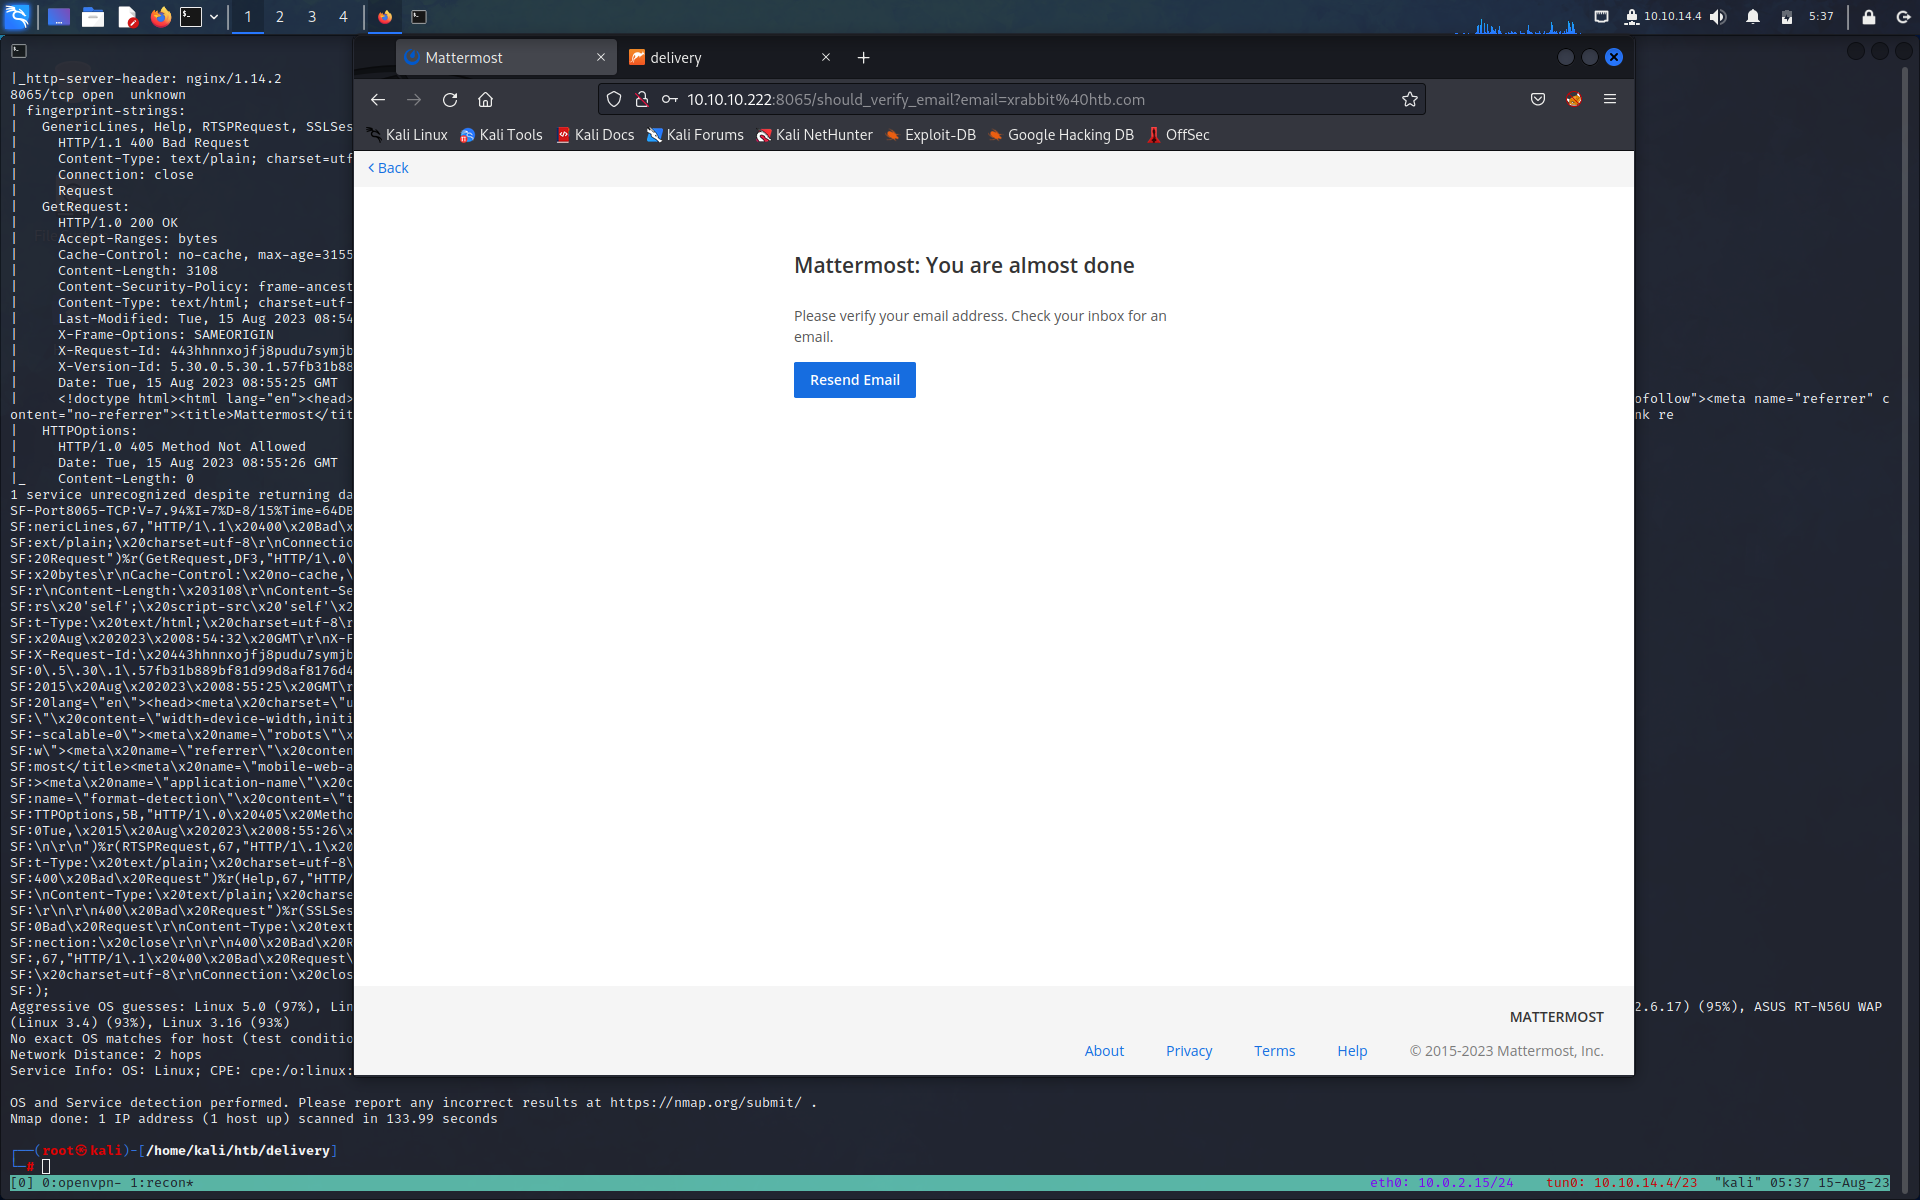 1 2 3 4
10.10.14.4
5:37
Mattermost
delivery
10.10.10.222:8065/should_verify_email?email=xrabbit%40htb.com
Kali Linux Kali Tools Kali Docs Kali Forums Kali NetHunter Exploit-DB Google Hacking DB OffSec
Back
Mattermost: You are almost done
Please verify your email address. Check your inbox for an
email.
Resend Email
MATTERMOST
About Privacy Terms Help © 2015-2023 Mattermost, Inc.
|_http-server-header: nginx/1.14.2
8065/tcp open  unknown
| fingerprint-strings:
|   GenericLines, Help, RTSPRequest, SSLSes
|     HTTP/1.1 400 Bad Request
|     Content-Type: text/plain; charset=utf
|     Connection: close
|     Request
|   GetRequest:
|     HTTP/1.0 200 OK
|     Accept-Ranges: bytes
|     Cache-Control: no-cache, max-age=3155
|     Content-Length: 3108
|     Content-Security-Policy: frame-ancest
|     Content-Type: text/html; charset=utf-
|     Last-Modified: Tue, 15 Aug 2023 08:54
|     X-Frame-Options: SAMEORIGIN
|     X-Request-Id: 443hhnnxojfj8pudu7symjb
|     X-Version-Id: 5.30.0.5.30.1.57fb31b88
|     Date: Tue, 15 Aug 2023 08:55:25 GMT
|     <!doctype html><html lang="en"><head> ofollow"><meta name="referrer" c
ontent="no-referrer"><title>Mattermost</tit nk re
|   HTTPOptions:
|     HTTP/1.0 405 Method Not Allowed
|     Date: Tue, 15 Aug 2023 08:55:26 GMT
|_    Content-Length: 0
1 service unrecognized despite returning da
SF-Port8065-TCP:V=7.94%I=7%D=8/15%Time=64DB
SF:nericLines,67,"HTTP/1\.1\x20400\x20Bad\x
SF:ext/plain;\x20charset=utf-8\r\nConnectio
SF:20Request")%r(GetRequest,DF3,"HTTP/1\.0\
SF:x20bytes\r\nCache-Control:\x20no-cache,\
SF:r\nContent-Length:\x203108\r\nContent-Se
SF:rs\x20'self';\x20script-src\x20'self'\x2
SF:t-Type:\x20text/html;\x20charset=utf-8\r
SF:x20Aug\x202023\x2008:54:32\x20GMT\r\nX-F
SF:X-Request-Id:\x20443hhnnxojfj8pudu7symjb
SF:0\.5\.30\.1\.57fb31b889bf81d99d8af8176d4
SF:2015\x20Aug\x202023\x2008:55:25\x20GMT\r
SF:20lang=\"en\"><head><meta\x20charset=\"u
SF:\"\x20content=\"width=device-width,initi
SF:-scalable=0\"><meta\x20name=\"robots\"\x
SF:w\"><meta\x20name=\"referrer\"\x20conten
SF:most</title><meta\x20name=\"mobile-web-a
SF:><meta\x20name=\"application-name\"\x20c
SF:name=\"format-detection\"\x20content=\"t
SF:TTPOptions,5B,"HTTP/1\.0\x20405\x20Metho
SF:0Tue,\x2015\x20Aug\x202023\x2008:55:26\x
SF:\n\r\n")%r(RTSPRequest,67,"HTTP/1\.1\x20
SF:t-Type:\x20text/plain;\x20charset=utf-8\
SF:400\x20Bad\x20Request")%r(Help,67,"HTTP/
SF:\nContent-Type:\x20text/plain;\x20charse
SF:\r\n\r\n400\x20Bad\x20Request")%r(SSLSes
SF:0Bad\x20Request\r\nContent-Type:\x20text
SF:nection:\x20close\r\n\r\n400\x20Bad\x20R
SF:,67,"HTTP/1\.1\x20400\x20Bad\x20Request\
SF:\x20charset=utf-8\r\nConnection:\x20clos
SF:);
Aggressive OS guesses: Linux 5.0 (97%), Lin 2.6.17) (95%), ASUS RT-N56U WAP
(Linux 3.4) (93%), Linux 3.16 (93%)
No exact OS matches for host (test conditio
Network Distance: 2 hops
Service Info: OS: Linux; CPE: cpe:/o:linux:
OS and Service detection performed. Please report any incorrect results at https://nmap.org/submit/ .
Nmap done: 1 IP address (1 host up) scanned in 133.99 seconds
┌──(root㉿kali)-[/home/kali/htb/delivery]
└─#
[0] 0:openvpn- 1:recon* eth0: 10.0.2.15/24 tun0: 10.10.14.4/23 "kali" 05:37 15-Aug-23